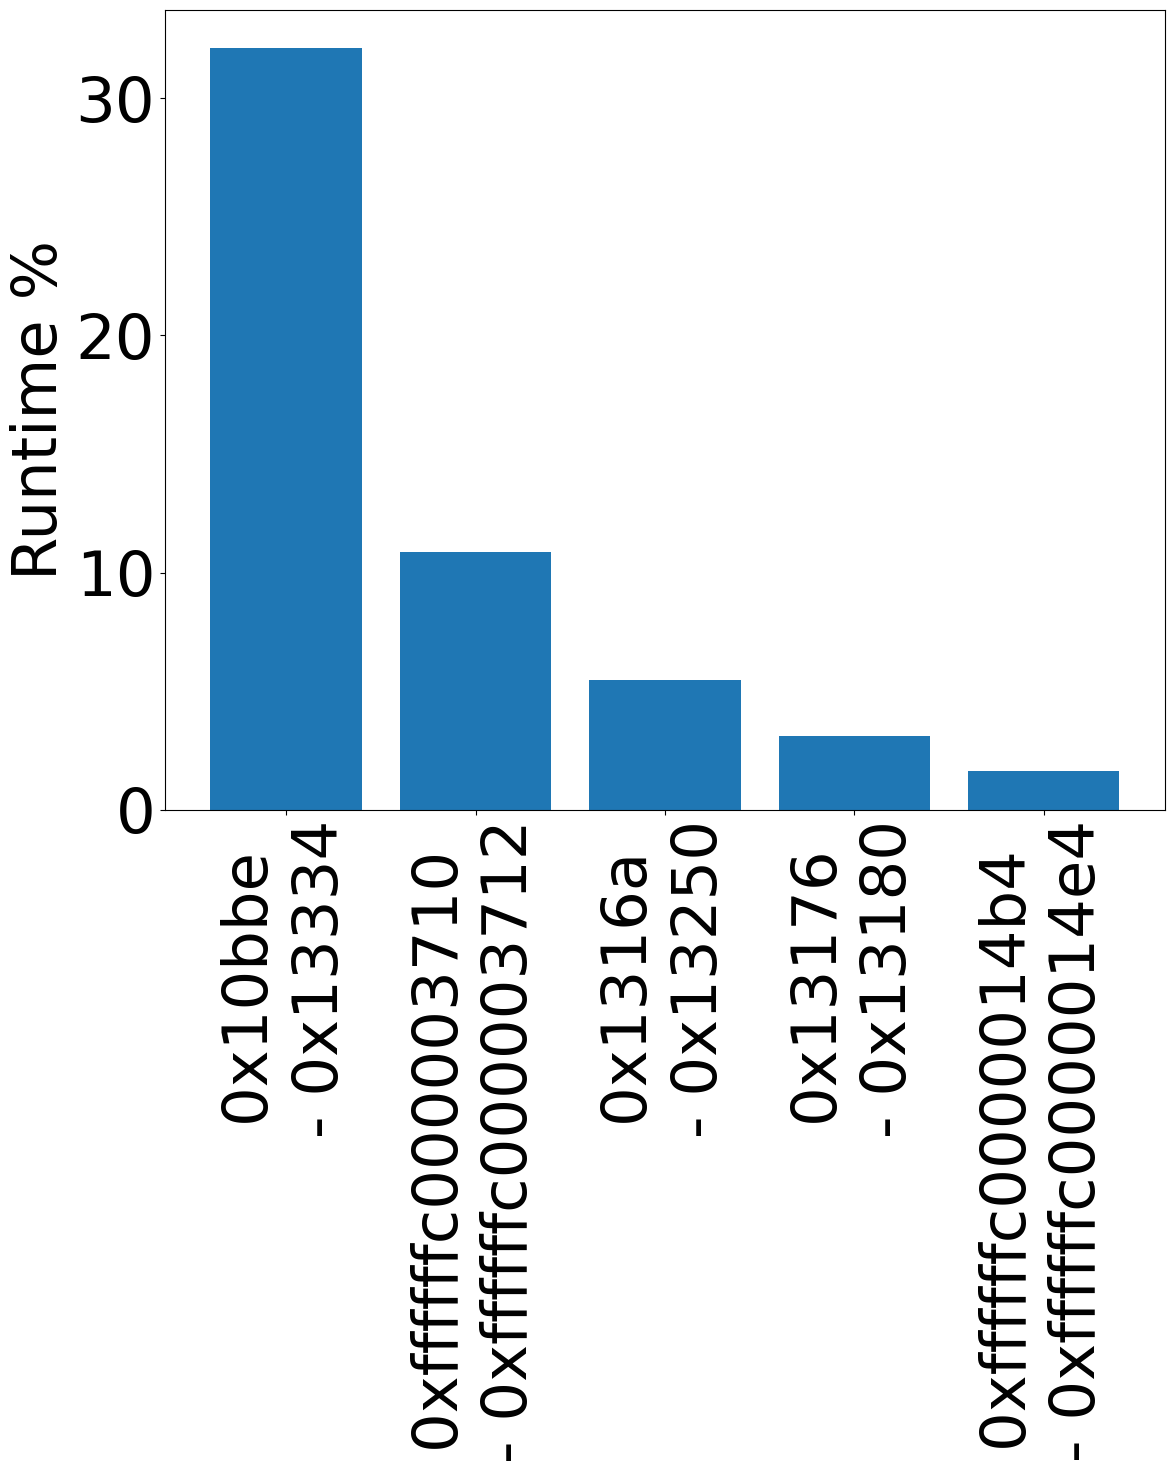 Runtime %
30
20
10
0
0x10bbe
- 0x13334
0xffffffc000003710
- 0xffffffc000003712
0x1316a
- 0x13250
0x13176
- 0x13180
0xffffffc0000014b4
- 0xffffffc0000014e4